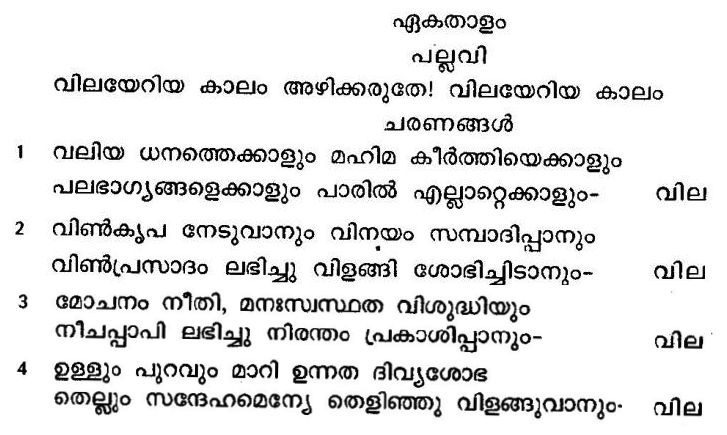 ഏകതാളം
പല്ലവി
വിലയേറിയ കാലം അഴിക്കരുതേ! വിലയേറിയ കാലം
ചരണങ്ങൾ
1 വലിയ ധനത്തെക്കാളും മഹിമ കീർത്തിയെക്കാളും
പലഭാഗ്യങ്ങളെക്കാളും പാരിൽ എല്ലാറ്റെക്കാളും- വില
2 വിൺകൃപ നേടുവാനും വിനയം സമ്പാദിപ്പാനും
വിൺപ്രസാദം ലഭിച്ചു വിളങ്ങി ശോഭിച്ചിടാനും- വില
3 മോചനം നീതി, മനഃസ്വസ്ഥത വിശുദ്ധിയും
നീചപ്പാപി ലഭിച്ചു നിരന്തം പ്രകാശിപ്പാനും- വില
4 ഉള്ളും പുറവും മാറി ഉന്നത ദിവ്യശോഭ
തെല്ലും സന്ദേഹമെന്യേ തെളിഞ്ഞു വിളങ്ങുവാനും- വില